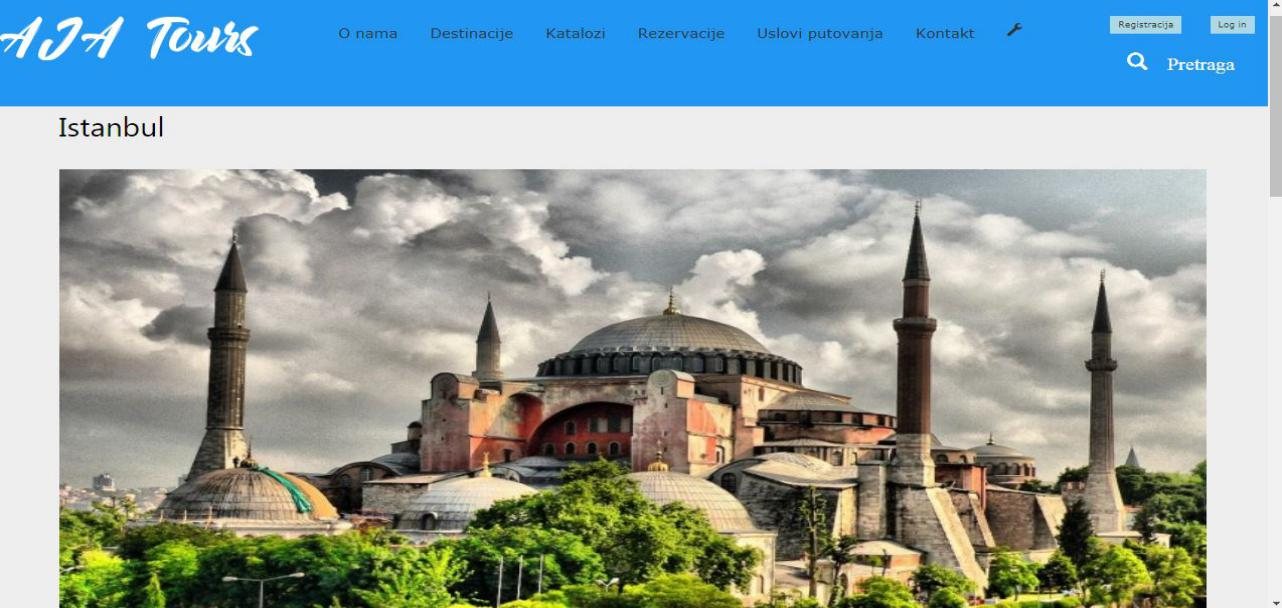 AJA Tours
O nama Destinacije Katalozi Rezervacije Uslovi putovanja Kontakt
Registracija Log in
Pretraga
Istanbul